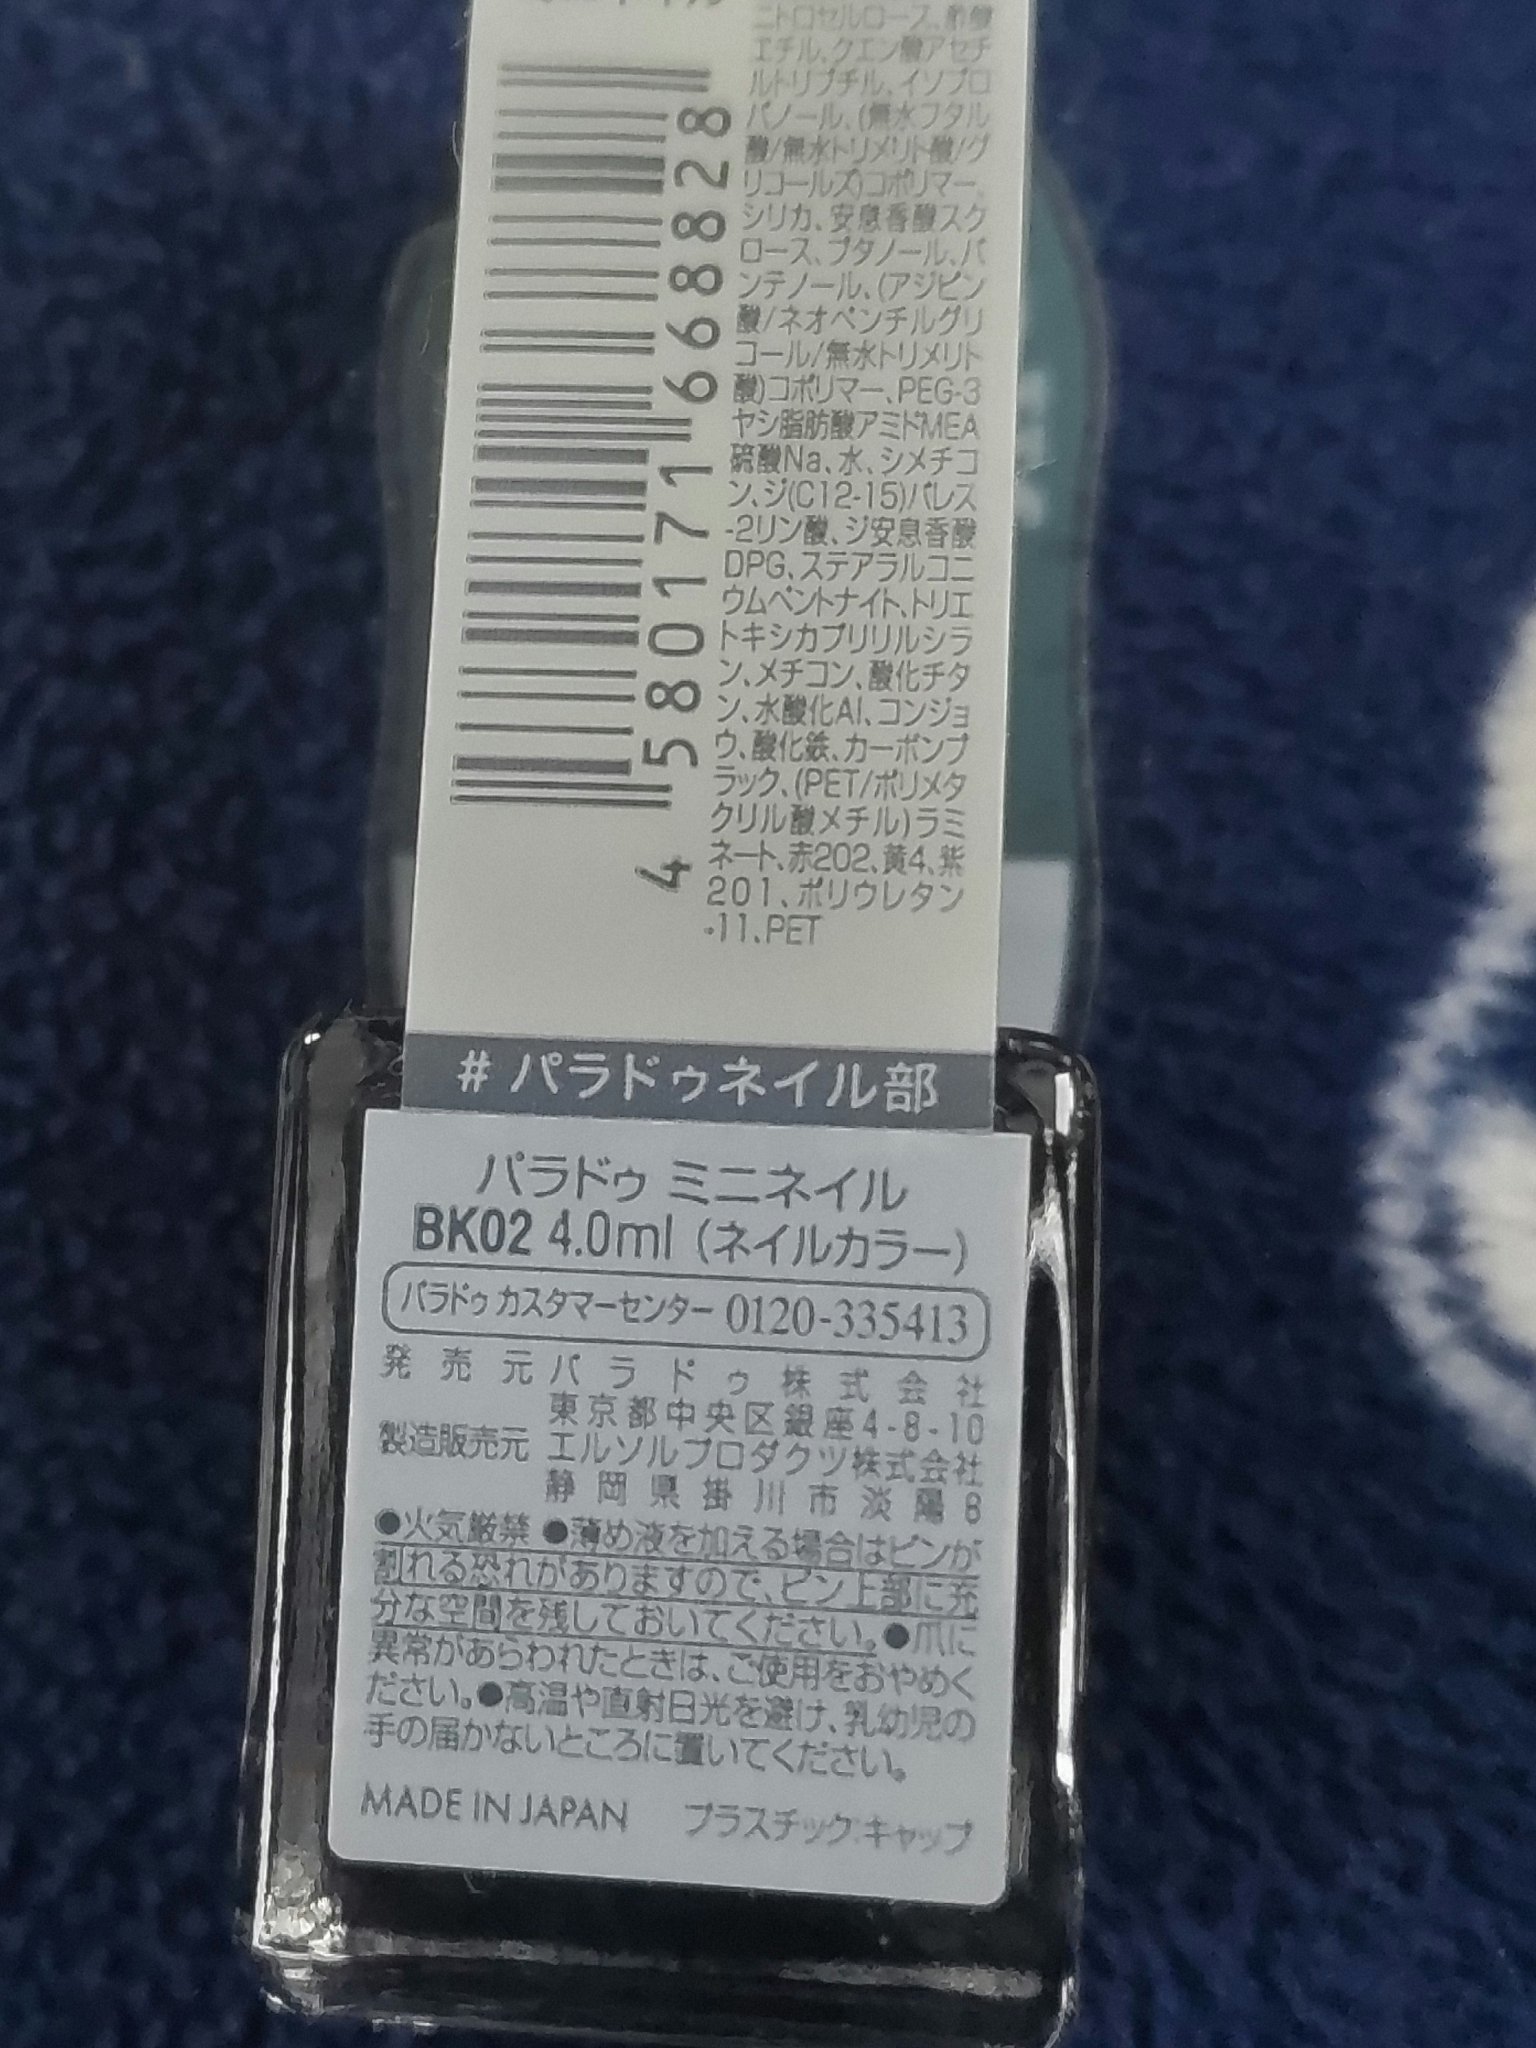 ニトロセルロース、酢酸
エチル、クエン酸アセチ
ルトリブチル、イソプロ
パノール、(無水フタル
酸/無水トリメリト酸/グ
リコールズ)コポリマー、
シリカ、安息香酸スク
ロース、ブタノール、パ
ンテノール、(アジピン
酸/ネオペンチルグリ
コール/無水トリメリト
酸)コポリマー、PEG-3
ヤシ脂肪酸アミドMEA
硫酸Na、水、シメチコ
ン、ジ(C12-15)パレス
-2リン酸、ジ安息香酸
DPG、ステアラルコニ
ウムベントナイト、トリエ
トキシカプリリルシラ
ン、メチコン、酸化チタ
ン、水酸化Al、コンジョ
ウ、酸化鉄、カーボンブ
ラック、(PET/ポリメタ
クリル酸メチル)ラミ
ネート、赤202、黄4、紫
201、ポリウレタン
-11、PET
4 580171 668828
# パラドゥネイル部
パラドゥ ミニネイル
BK02 4.0ml (ネイルカラー)
パラドゥカスタマーセンター 0120-335413
発売元 パラドゥ株式会社
東京都中央区銀座4-8-10
製造販売元 エルソルプロダクツ株式会社
静岡県掛川市淡陽8
●火気厳禁 ●薄め液を加える場合はビンが
割れる恐れがありますので、ビン上部に充
分な空間を残しておいてください。●爪に
異常があらわれたときは、ご使用をおやめく
ださい。●高温や直射日光を避け、乳幼児の
手の届かないところに置いてください。
MADE IN JAPAN プラスチック:キャップ